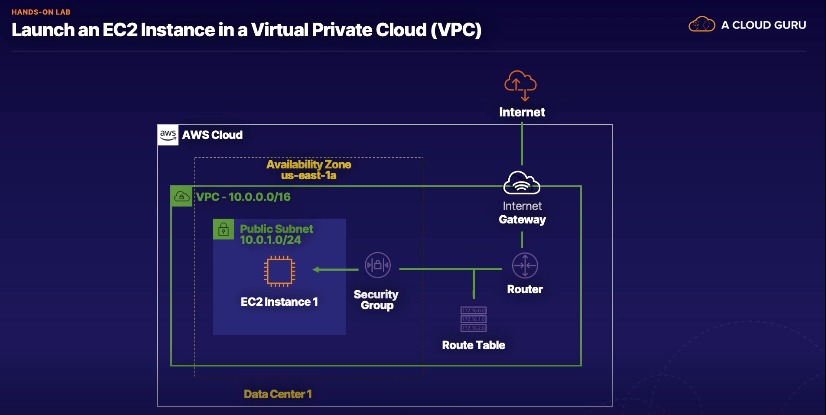 HANDS-ON LAB
Launch an EC2 Instance in a Virtual Private Cloud (VPC)
A CLOUD GURU
Internet
aws
AWS Cloud
Availability Zone
us-east-1a
VPC - 10.0.0.0/16
Internet
Gateway
Public Subnet
10.0.1.0/24
EC2 Instance 1
Security
Group
Router
Route Table
Data Center 1